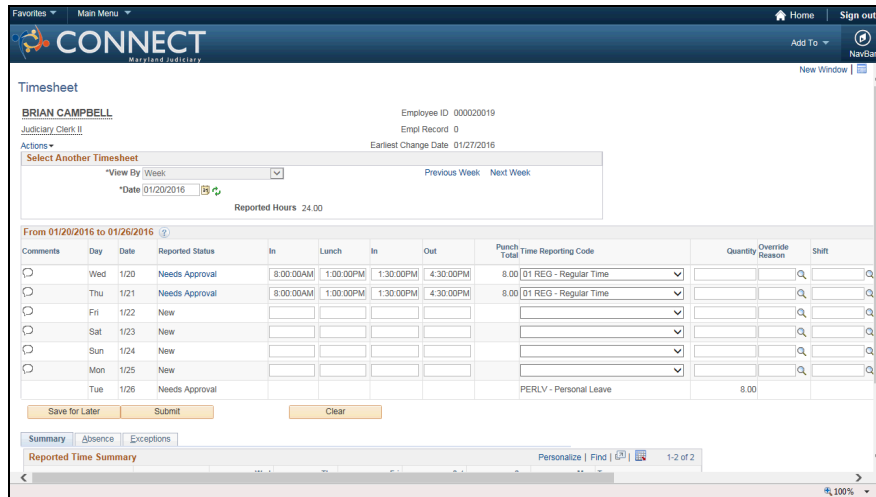 Favorites Main Menu Home Sign out
CONNECT Add To
Maryland Judiciary NavBar
New Window
Timesheet
BRIAN CAMPBELL Employee ID 000020019
Judiciary Clerk II Empl Record 0
Actions Earliest Change Date 01/27/2016
Select Another Timesheet
*View By Week Previous Week Next Week
*Date 01/20/2016
Reported Hours 24.00
From 01/20/2016 to 01/26/2016 ?
Comments Day Date Reported Status In Lunch In Out Punch Total Time Reporting Code Quantity Override Reason Shift
Wed 1/20 Needs Approval 8:00:00AM 1:00:00PM 1:30:00PM 4:30:00PM 8.00 01 REG - Regular Time
Thu 1/21 Needs Approval 8:00:00AM 1:00:00PM 1:30:00PM 4:30:00PM 8.00 01 REG - Regular Time
Fri 1/22 New
Sat 1/23 New
Sun 1/24 New
Mon 1/25 New
Tue 1/26 Needs Approval PERLV - Personal Leave 8.00
Save for Later Submit Clear
Summary Absence Exceptions
Reported Time Summary Personalize | Find | | 1-2 of 2
100%